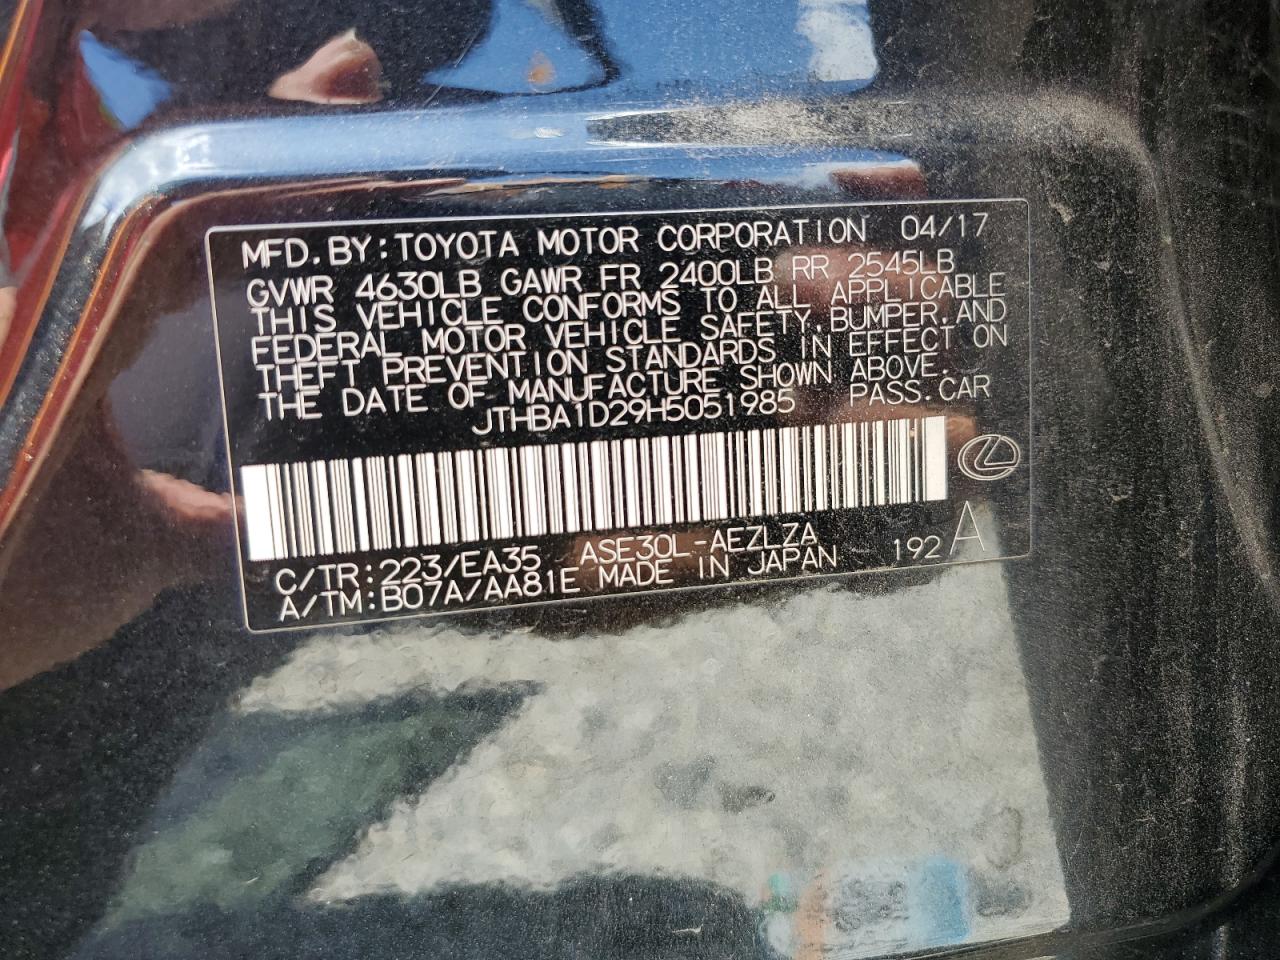 MFD.BY:TOYOTA MOTOR CORPORATION 04/17
GVWR 4630LB GAWR FR 2400LB RR 2545LB
THIS VEHICLE CONFORMS TO ALL APPLICABLE
FEDERAL MOTOR VEHICLE SAFETY,BUMPER,AND
THEFT PREVENTION STANDARDS IN EFFECT ON
THE DATE OF MANUFACTURE SHOWN ABOVE.
JTHBA1D29H5051985 PASS.CAR
C/TR:223/EA35 ASE30L-AEZLZA 192 A
A/TM:B07A/AA81E MADE IN JAPAN